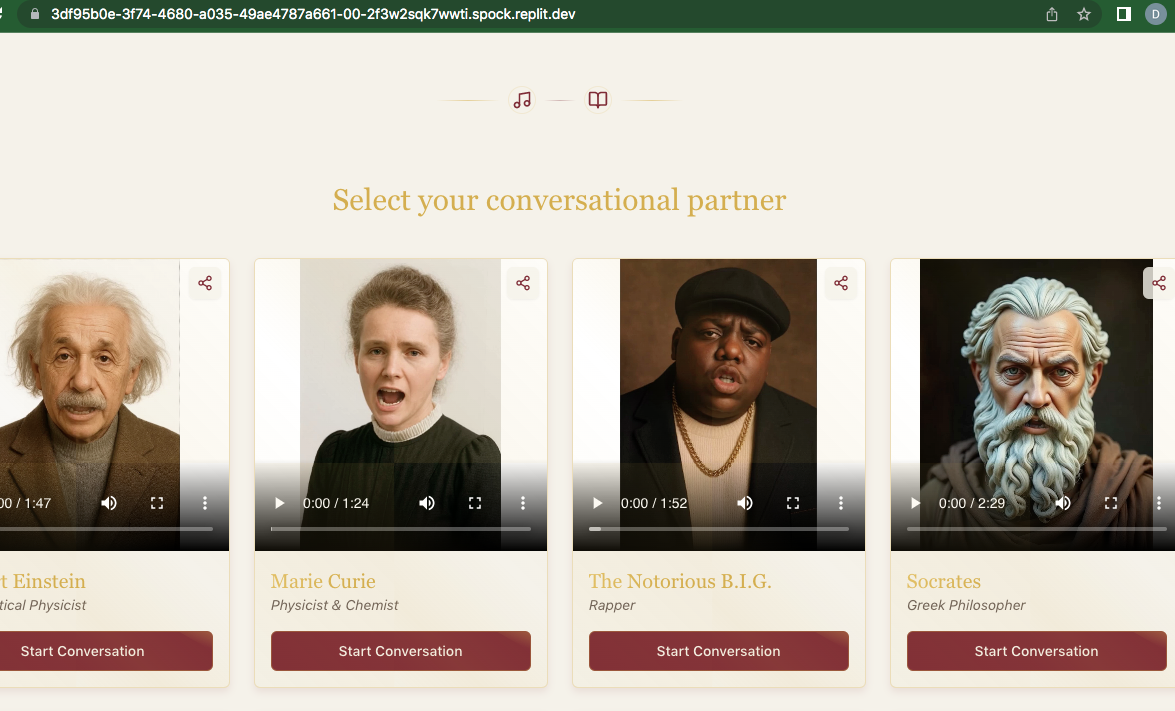 3df95b0e-3f74-4680-a035-49ae4787a661-00-2f3w2sqk7wwti.spock.replit.dev
D
Select your conversational partner
00 / 1:47
0:00 / 1:24
0:00 / 1:52
0:00 / 2:29
t Einstein
Marie Curie
The Notorious B.I.G.
Socrates
tical Physicist
Physicist & Chemist
Rapper
Greek Philosopher
Start Conversation
Start Conversation
Start Conversation
Start Conversation